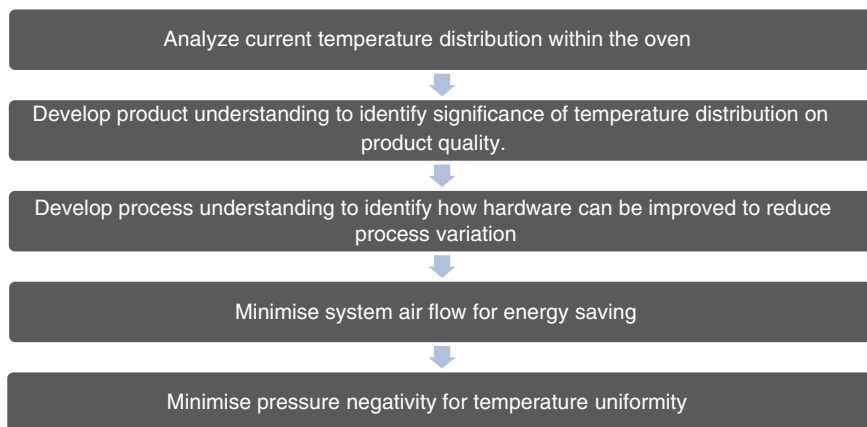 Analyze current temperature distribution within the oven
Develop product understanding to identify significance of temperature distribution on
product quality.
Develop process understanding to identify how hardware can be improved to reduce
process variation
Minimise system air flow for energy saving
Minimise pressure negativity for temperature uniformity